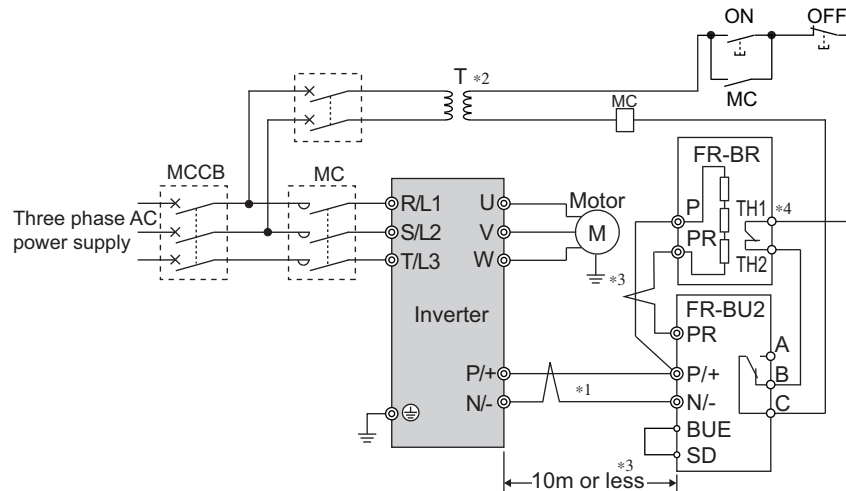 ON
OFF
T *2
MC
MC
FR-BR
MCCB
MC
R/L1
U
Motor
P
TH1
*4
Three phase AC
power supply
S/L2
V
M
PR
T/L3
W
TH2
*3
FR-BU2
Inverter
PR
A
P/+
P/+
B
N/-
*1
N/-
C
BUE
SD
*3
10m or less